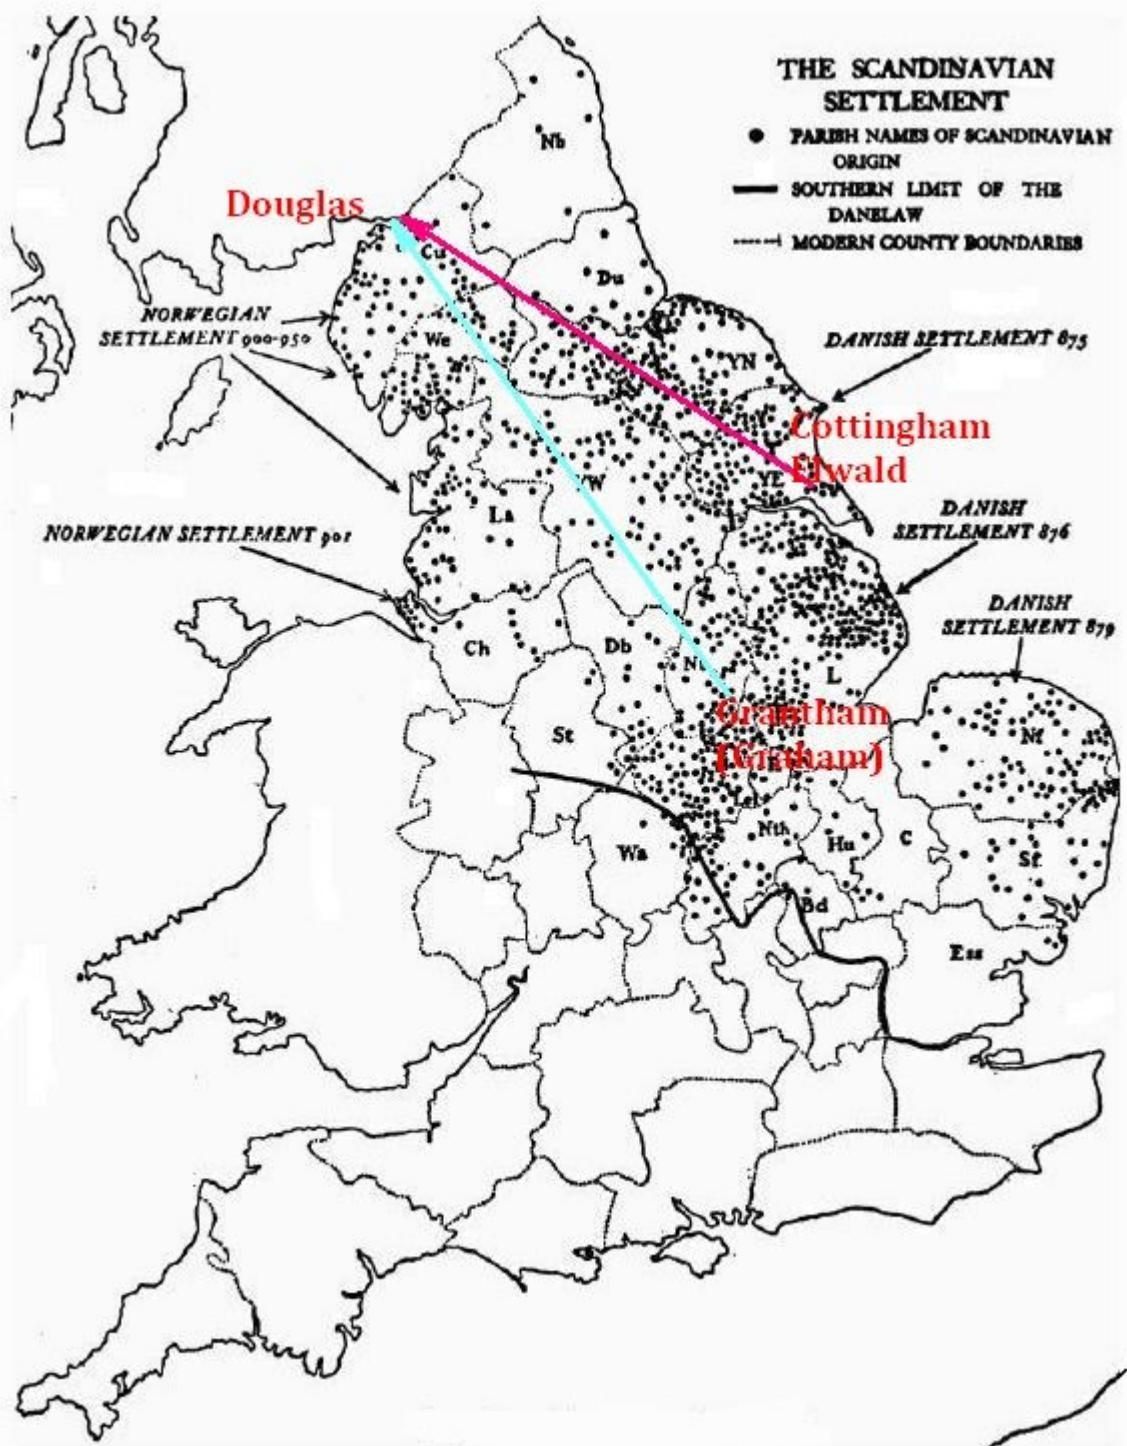 THE SCANDINAVIAN
SETTLEMENT
PARISH NAMES OF SCANDINAVIAN
ORIGIN
SOUTHERN LIMIT OF THE
DANELAW
MODERN COUNTY BOUNDARIES
Nb
Douglas
Cu
Du
NORWEGIAN
SETTLEMENT 900-950
We
YN
DANISH SETTLEMENT 875
Cottingham
Elwald
YE
YW
La
DANISH
SETTLEMENT 876
NORWEGIAN SETTLEMENT 901
DANISH
SETTLEMENT 879
Ch
Db
L
Grantham
(Graham)
St
Nf
Wa
Nth
Hu
C
Sf
Bd
Ess